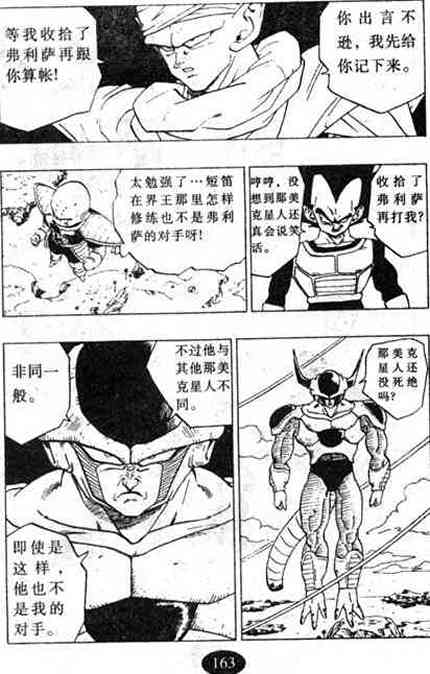 你出言不
逊，我先给
你记下来。
等我收拾了
弗利萨再跟
你算帐！
收拾了
弗利萨
再打我？
哼哼，没
想到那美
克星人还
真会说笑
话。
太勉强了…短笛
在界王那里怎样
修练也不是弗利
萨的对手呀！
那美克
星人还
没死绝
吗？
不过他与
其他那美
克星人不
同。
非同一
般。
即使是
这样，
他也不
是我的
对手。
163